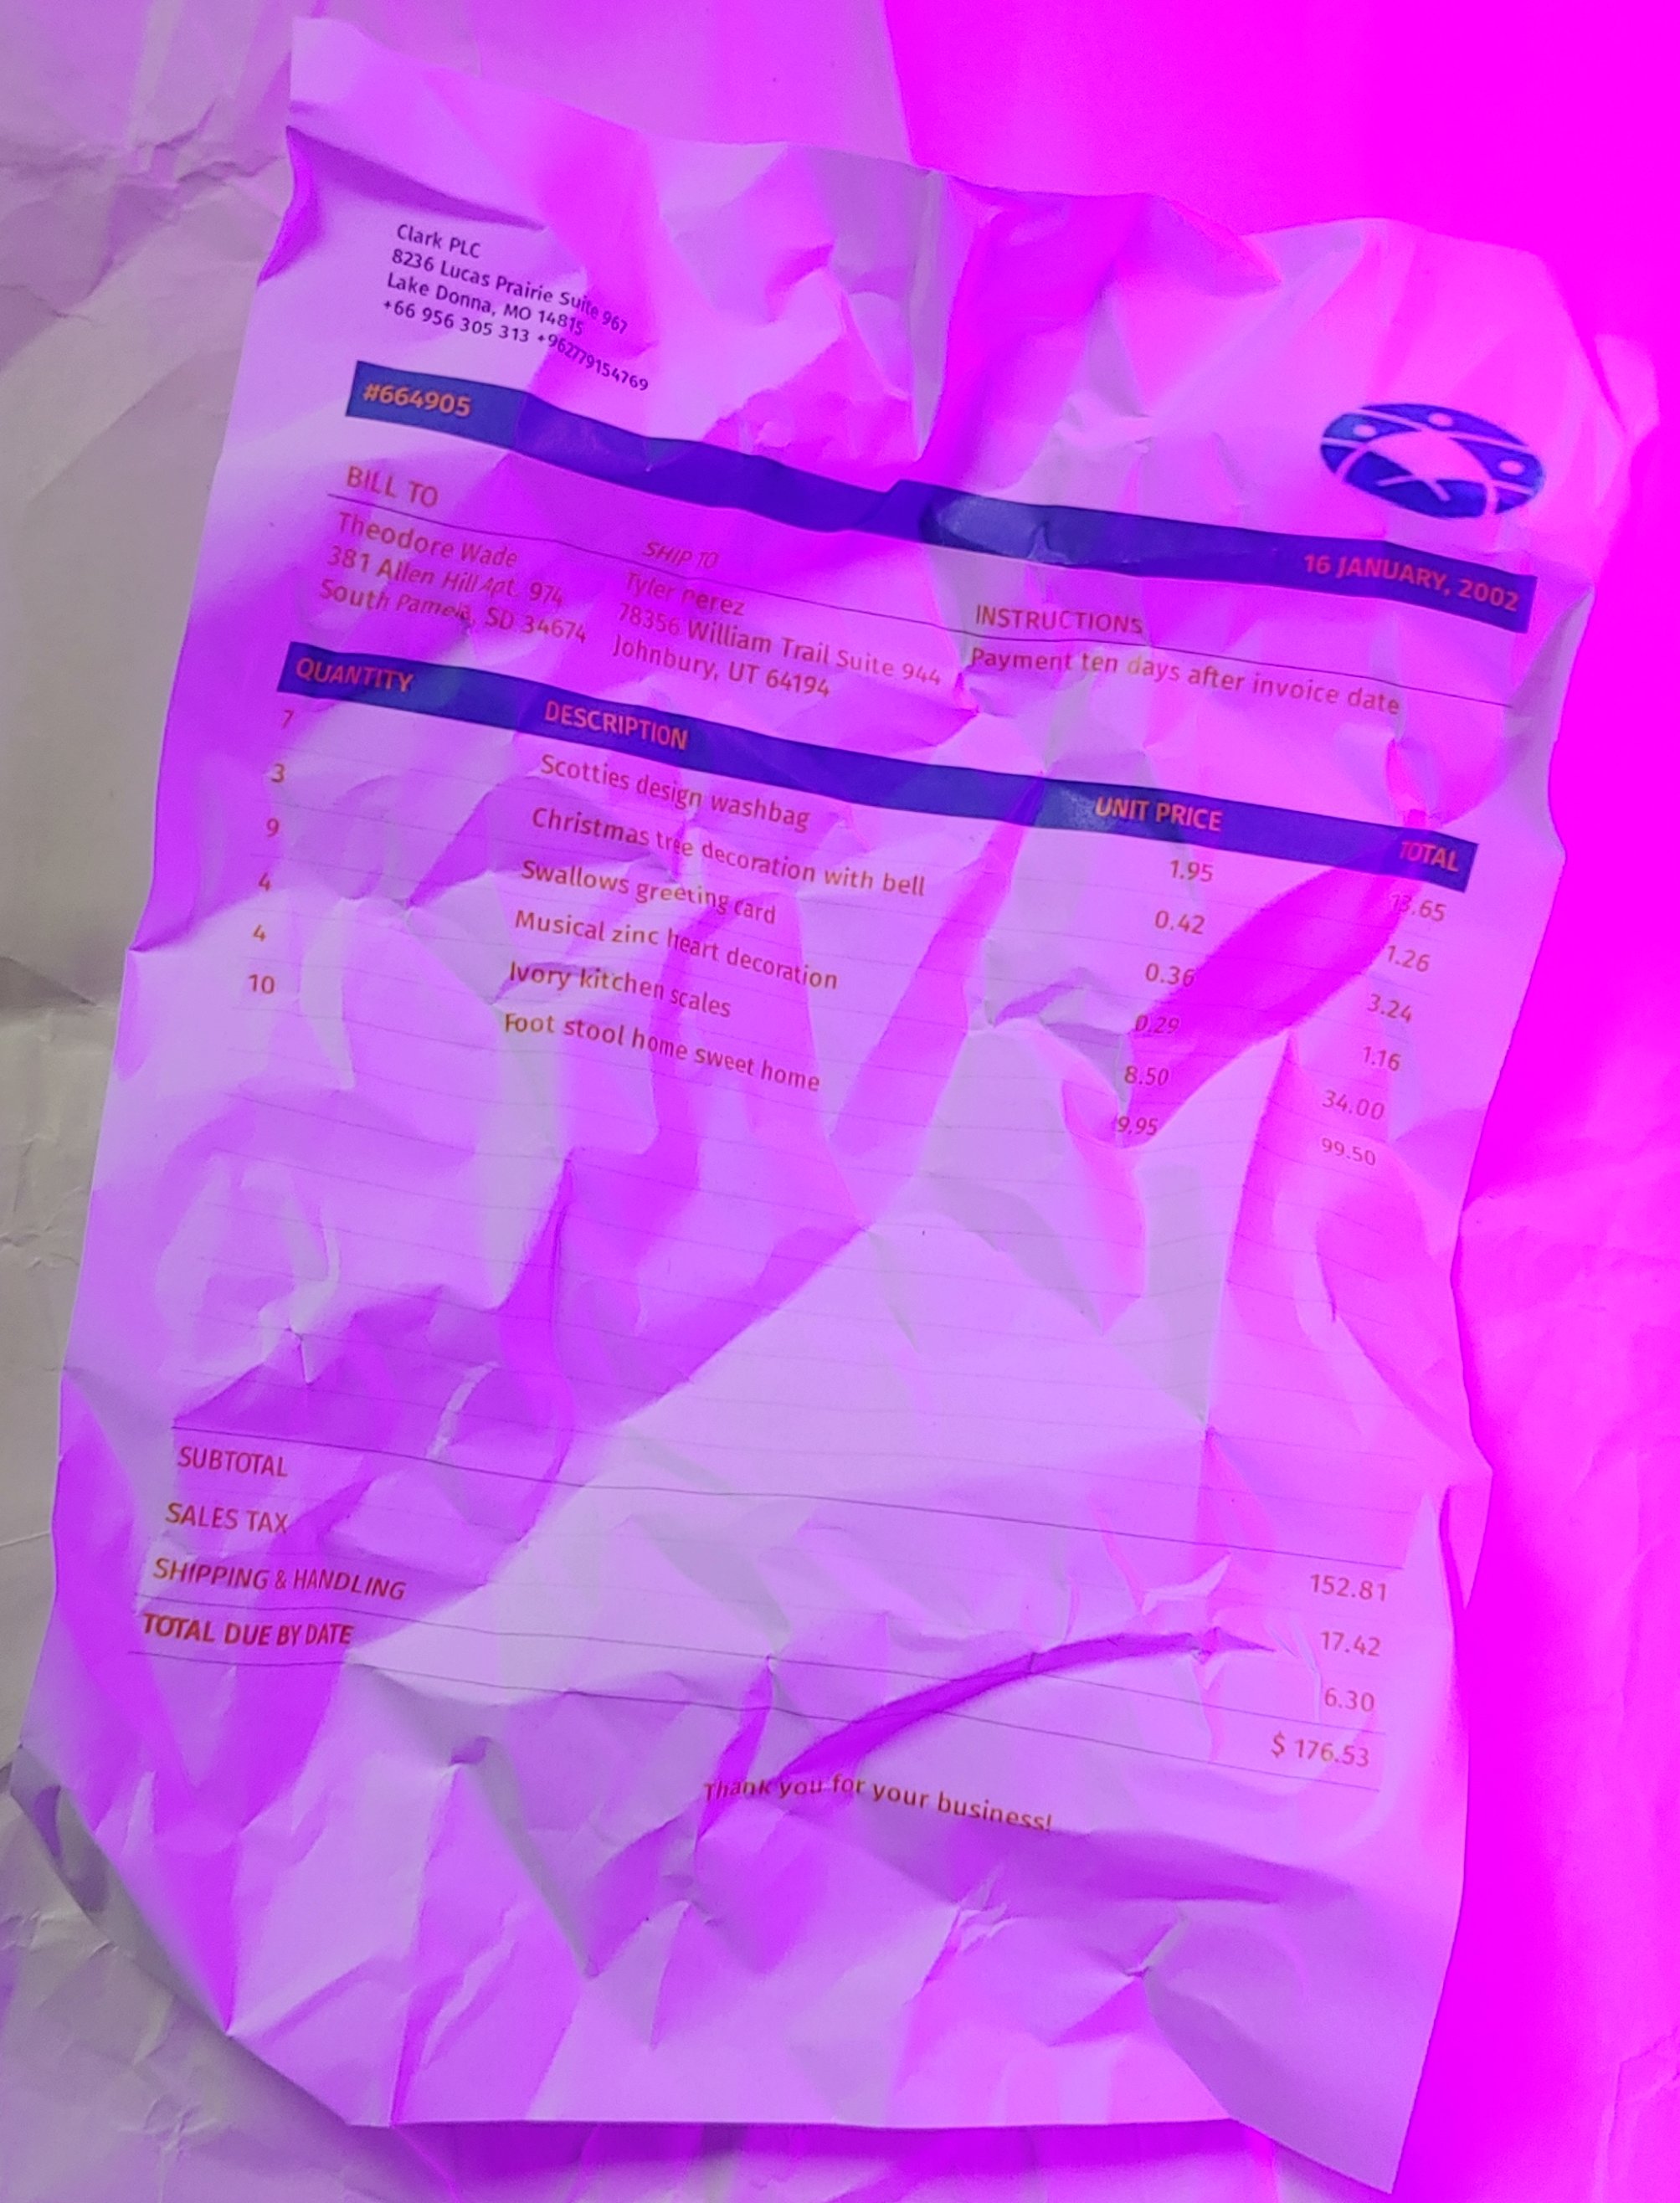 Clark PLC
8236 Lucas Prairie Suite 967
Lake Donna, MO 14815
+66 956 305 313 +962779154769
#664905
16 JANUARY, 2002
BILL TO
Theodore Wade
381 Allen Hill Apt. 974
South Pamela, SD 34674
SHIP TO
Tyler Perez
78356 William Trail Suite 944
Johnbury, UT 64194
INSTRUCTIONS
Payment ten days after invoice date
QUANTITY DESCRIPTION UNIT PRICE TOTAL
7 Scotties design washbag 1.95 13.65
3 Christmas tree decoration with bell 0.42 1.26
9 Swallows greeting card 0.36 3.24
4 Musical zinc heart decoration 0.29 1.16
4 Ivory kitchen scales 8.50 34.00
10 Foot stool home sweet home 9.95 99.50
SUBTOTAL 152.81
SALES TAX 17.42
SHIPPING & HANDLING 6.30
TOTAL DUE BY DATE $ 176.53
Thank you for your business!